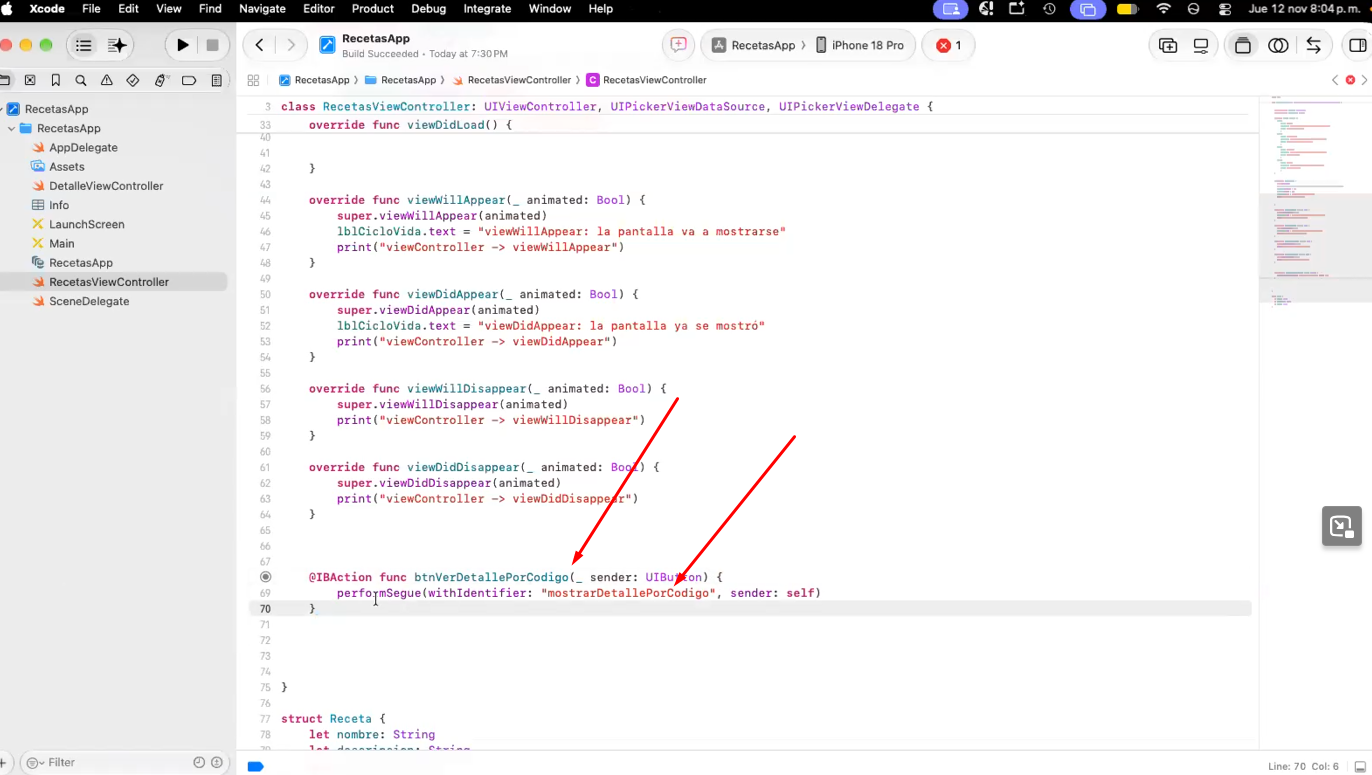 Xcode File Edit View Find Navigate Editor Product Debug Integrate Window Help Jue 12 nov 8:04 p. m.
RecetasApp
Build Succeeded Today at 7:30 PM
RecetasApp iPhone 18 Pro
1
RecetasApp RecetasApp RecetasViewController C RecetasViewController
RecetasApp
RecetasApp
AppDelegate
Assets
DetalleViewController
Info
LaunchScreen
Main
RecetasApp
RecetasViewController
SceneDelegate
Filter
3 class RecetasViewController: UIViewController, UIPickerViewDataSource, UIPickerViewDelegate {
33 override func viewDidLoad() {
40
41
42 }
43
44 override func viewWillAppear(_ animated: Bool) {
45 super.viewWillAppear(animated)
46 lblCicloVida.text = "viewWillAppear: la pantalla va a mostrarse"
47 print("viewController -> viewWillAppear")
48 }
49
50 override func viewDidAppear(_ animated: Bool) {
51 super.viewDidAppear(animated)
52 lblCicloVida.text = "viewDidAppear: la pantalla ya se mostró"
53 print("viewController -> viewDidAppear")
54 }
55
56 override func viewWillDisappear(_ animated: Bool) {
57 super.viewWillDisappear(animated)
58 print("viewController -> viewWillDisappear")
59 }
60
61 override func viewDidDisappear(_ animated: Bool) {
62 super.viewDidDisappear(animated)
63 print("viewController -> viewDidDisappear")
64 }
65
66
67
@IBAction func btnVerDetallePorCodigo(_ sender: UIButton) {
69 performSegue(withIdentifier: "mostrarDetallePorCodigo", sender: self)
70 }
71
72
73
74
75 }
76
77 struct Receta {
78 let nombre: String
79 let descripcion: String
Line: 70 Col: 6